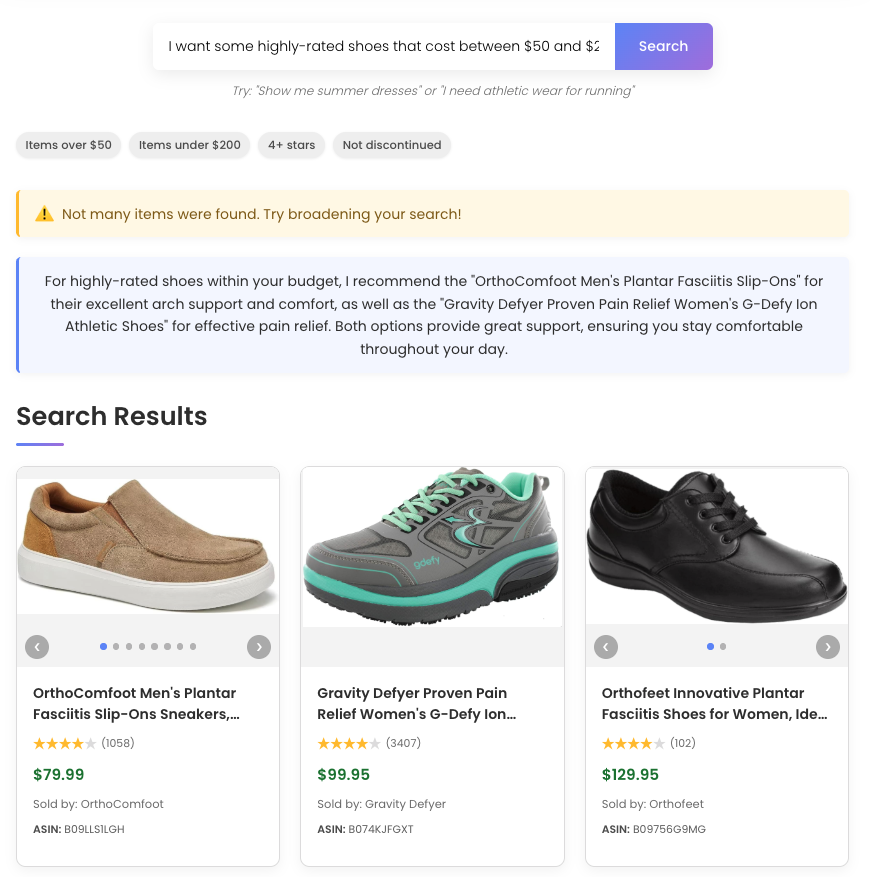 I want some highly-rated shoes that cost between $50 and $2
Search
Try: "Show me summer dresses" or "I need athletic wear for running"
Items over $50
Items under $200
4+ stars
Not discontinued
⚠️ Not many items were found. Try broadening your search!
For highly-rated shoes within your budget, I recommend the "OrthoComfoot Men's Plantar Fasciitis Slip-Ons" for
their excellent arch support and comfort, as well as the "Gravity Defyer Proven Pain Relief Women's G-Defy Ion
Athletic Shoes" for effective pain relief. Both options provide great support, ensuring you stay comfortable
throughout your day.
Search Results
gdefy
OrthoComfoot Men's Plantar
Fasciitis Slip-Ons Sneakers,...
★★★★★ (1058)
$79.99
Sold by: OrthoComfoot
ASIN: B09LLS1LGH
Gravity Defyer Proven Pain
Relief Women's G-Defy Ion...
★★★★★ (3407)
$99.95
Sold by: Gravity Defyer
ASIN: B074KJFGXT
Orthofeet Innovative Plantar
Fasciitis Shoes for Women, Ide...
★★★★★ (102)
$129.95
Sold by: Orthofeet
ASIN: B09756G9MG